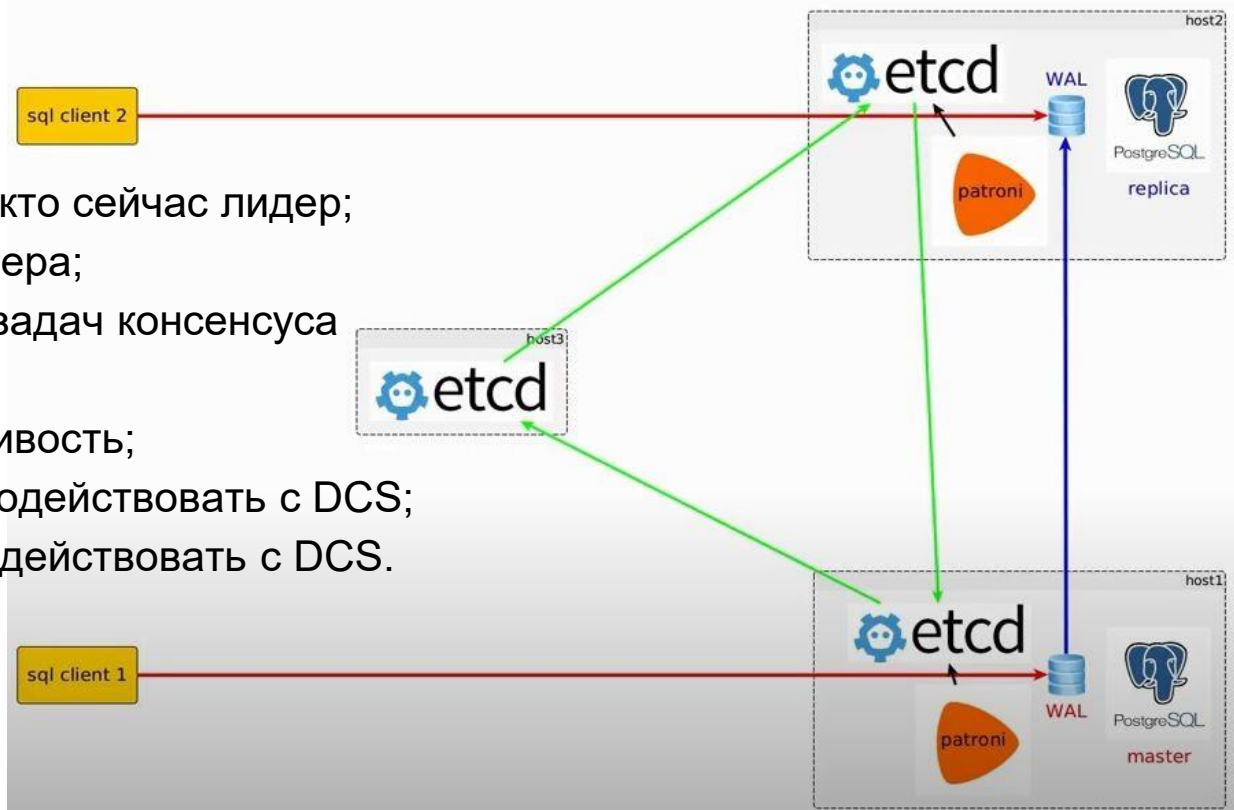 host2
etcd
WAL
sql client 2
PostgreSQL
patroni
replica
кто сейчас лидер;
ера;
задач консенсуса
host3
etcd
ивость;
одействовать с DCS;
действовать с DCS.
host1
etcd
sql client 1
WAL
PostgreSQL
patroni
master